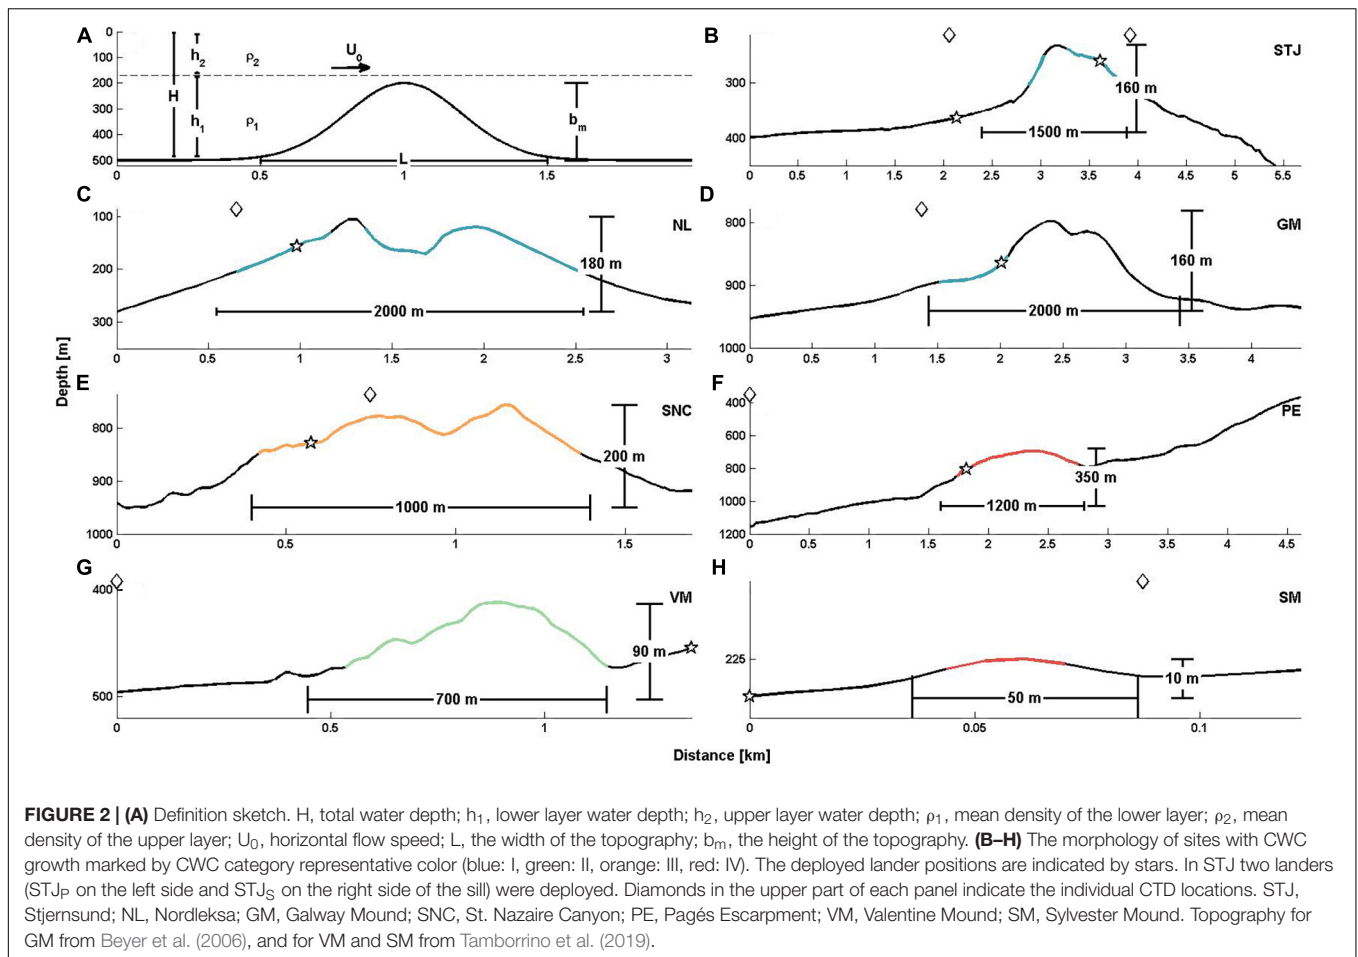 A
0
100
200
300
400
500
H
h2
h1
ρ2
ρ1
U0
bm
L
0
0.5
1
1.5
B
STJ
300
400
160 m
1500 m
0 0.5 1 1.5 2 2.5 3 3.5 4 4.5 5 5.5
C
NL
100
200
300
180 m
2000 m
0 0.5 1 1.5 2 2.5 3
D
GM
800
900
1000
160 m
2000 m
0 0.5 1 1.5 2 2.5 3 3.5 4
Depth [m]
E
SNC
800
900
1000
200 m
1000 m
0 0.5 1 1.5
F
PE
400
600
800
1000
1200
350 m
1200 m
0 0.5 1 1.5 2 2.5 3 3.5 4 4.5
G
VM
400
500
90 m
700 m
0 0.5 1
H
SM
225
10 m
50 m
0 0.05 0.1
Distance [km]
FIGURE 2 | (A) Definition sketch. H, total water depth; h1, lower layer water depth; h2, upper layer water depth; ρ1, mean density of the lower layer; ρ2, mean
density of the upper layer; U0, horizontal flow speed; L, the width of the topography; bm, the height of the topography. (B–H) The morphology of sites with CWC
growth marked by CWC category representative color (blue: I, green: II, orange: III, red: IV). The deployed lander positions are indicated by stars. In STJ two landers
(STJP on the left side and STJS on the right side of the sill) were deployed. Diamonds in the upper part of each panel indicate the individual CTD locations. STJ,
Stjernsund; NL, Nordleksa; GM, Galway Mound; SNC, St. Nazaire Canyon; PE, Pagés Escarpment; VM, Valentine Mound; SM, Sylvester Mound. Topography for
GM from Beyer et al. (2006), and for VM and SM from Tamborrino et al. (2019).